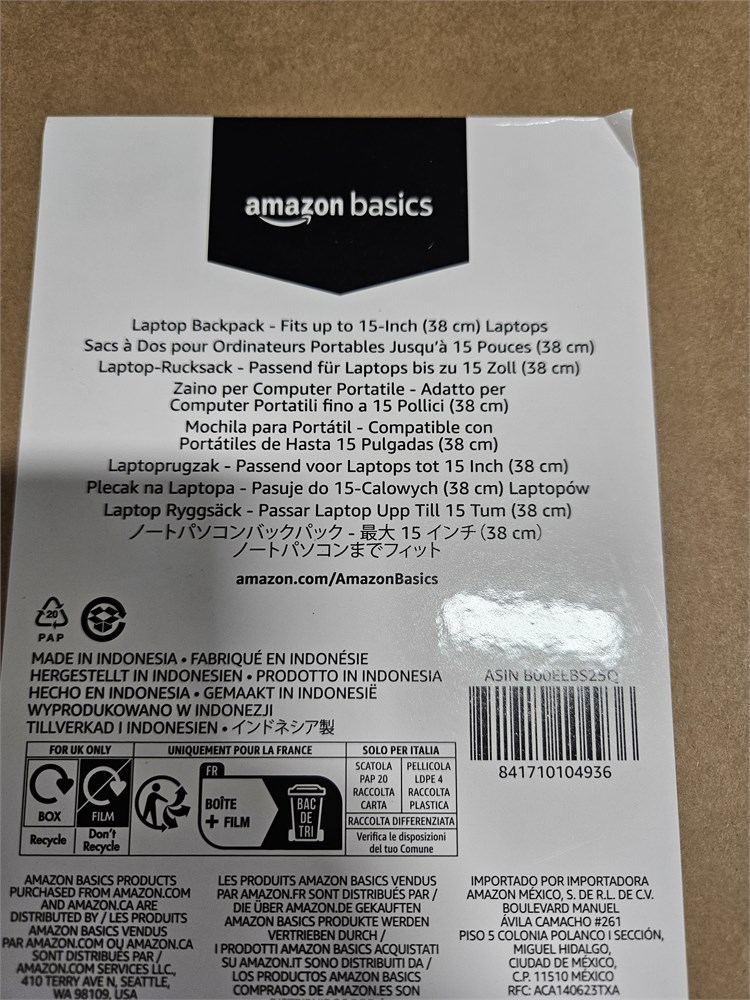 amazon basics
Laptop Backpack - Fits up to 15-Inch (38 cm) Laptops
Sacs à Dos pour Ordinateurs Portables Jusqu'à 15 Pouces (38 cm)
Laptop-Rucksack - Passend für Laptops bis zu 15 Zoll (38 cm)
Zaino per Computer Portatile - Adatto per
Computer Portatili fino a 15 Pollici (38 cm)
Mochila para Portátil - Compatible con
Portátiles de Hasta 15 Pulgadas (38 cm)
Laptoprugzak - Passend voor Laptops tot 15 Inch (38 cm)
Plecak na Laptopa - Pasuje do 15-Calowych (38 cm) Laptopów
Laptop Ryggsäck - Passar Laptop Upp Till 15 Tum (38 cm)
ノートパソコンバックパック - 最大 15 インチ (38 cm)
ノートパソコンまでフィット
amazon.com/AmazonBasics
20
PAP
MADE IN INDONESIA • FABRIQUÉ EN INDONÉSIE
HERGESTELLT IN INDONESIEN • PRODOTTO IN INDONESIA
HECHO EN INDONESIA • GEMAAKT IN INDONESIË
WYPRODUKOWANO W INDONEZJI
TILLVERKAD I INDONESIEN • インドネシア製
ASIN B00EEBS25Q
841710104936
FOR UK ONLY
BOX
FILM
Recycle
Don't
Recycle
UNIQUEMENT POUR LA FRANCE
FR
BOÎTE
+ FILM
BAC
DE
TRI
SOLO PER ITALIA
SCATOLA
PAP 20
RACCOLTA
CARTA
PELLICOLA
LDPE 4
RACCOLTA
PLASTICA
RACCOLTA DIFFERENZIATA
Verifica le disposizioni
del tuo Comune
AMAZON BASICS PRODUCTS
PURCHASED FROM AMAZON.COM
AND AMAZON.CA ARE
DISTRIBUTED BY / LES PRODUITS
AMAZON BASICS VENDUS
PAR AMAZON.COM OU AMAZON.CA
SONT DISTRIBUÉS PAR /
AMAZON.COM SERVICES LLC.,
410 TERRY AVE N, SEATTLE,
WA 98109, USA
LES PRODUITS AMAZON BASICS VENDUS
PAR AMAZON.FR SONT DISTRIBUÉS PAR /
DIE ÜBER AMAZON.DE GEKAUFTEN
AMAZON BASICS PRODUKTE WERDEN
VERTRIEBEN DURCH /
I PRODOTTI AMAZON BASICS ACQUISTATI
SU AMAZON.IT SONO DISTRIBUITI DA /
LOS PRODUCTOS AMAZON BASICS
COMPRADOS DE AMAZON.ES SON
IMPORTADO POR IMPORTADORA
AMAZON MÉXICO, S. DE R.L. DE C.V.
BOULEVARD MANUEL
ÁVILA CAMACHO #261
PISO 5 COLONIA POLANCO I SECCIÓN,
MIGUEL HIDALGO,
CIUDAD DE MÉXICO,
C.P. 11510 MÉXICO
RFC: ACA140623TXA